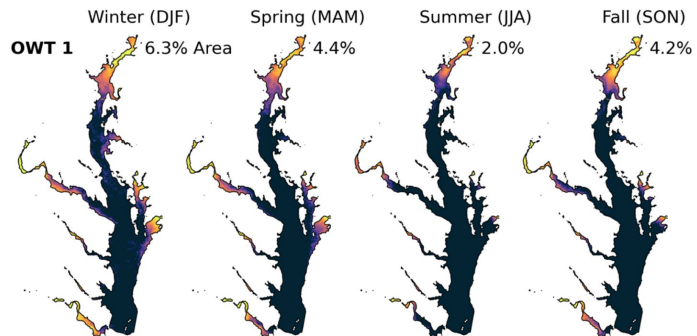 Winter (DJF) Spring (MAM) Summer (JJA) Fall (SON)
OWT 1 6.3% Area 4.4% 2.0% 4.2%